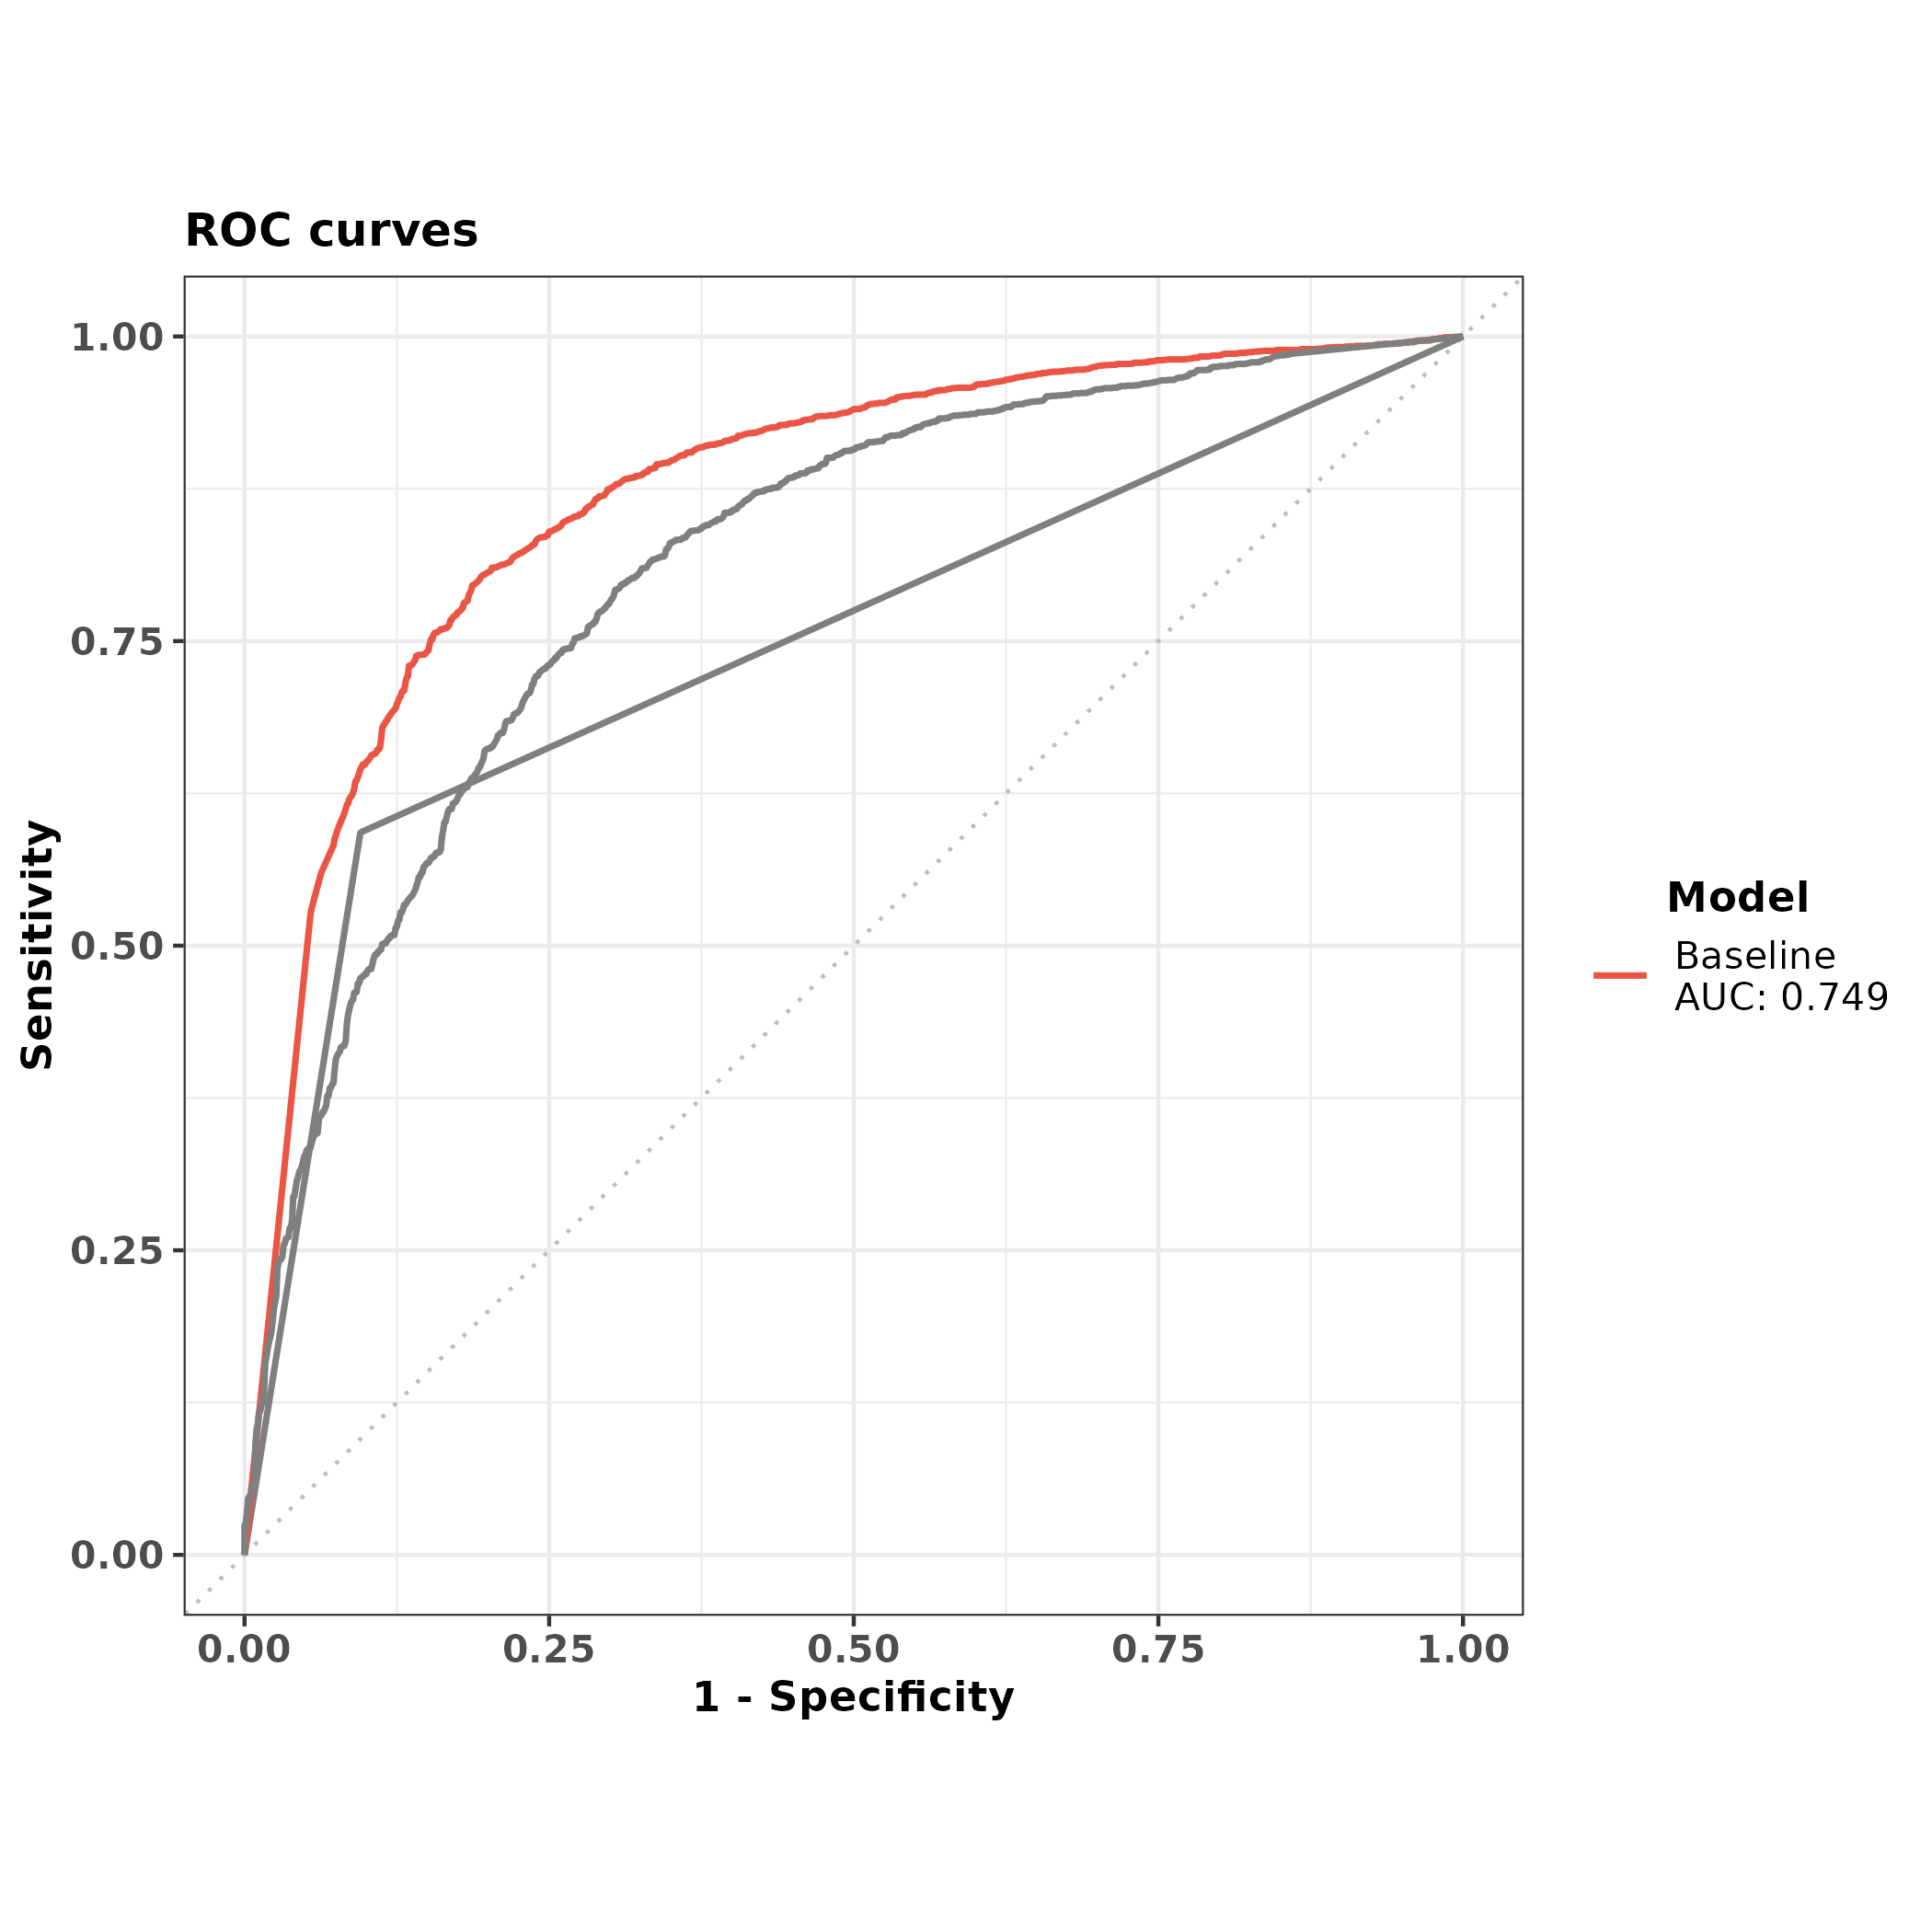 ROC curves
1.00
0.75
0.50
0.25
0.00
Sensitivity
0.00 0.25 0.50 0.75 1.00
1 - Specificity
Model
Baseline
AUC: 0.749